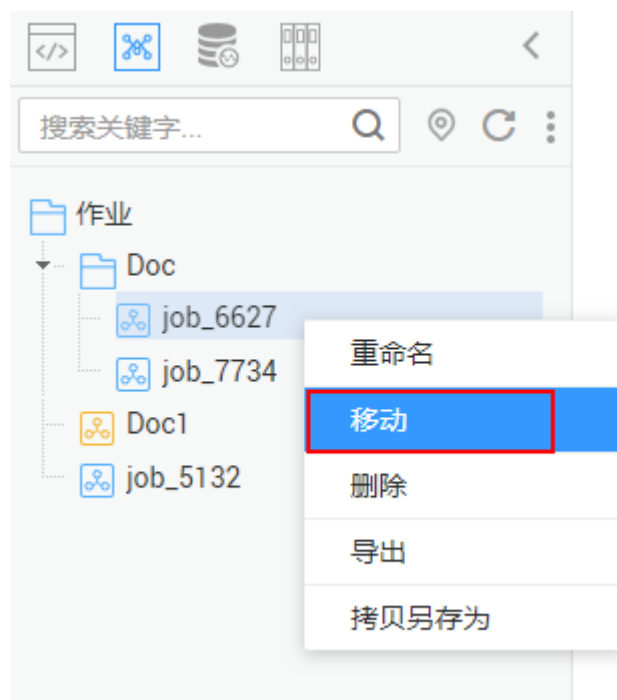 </>
搜索关键字...
作业
Doc
job_6627
job_7734
Doc1
job_5132
重命名
移动
删除
导出
拷贝另存为